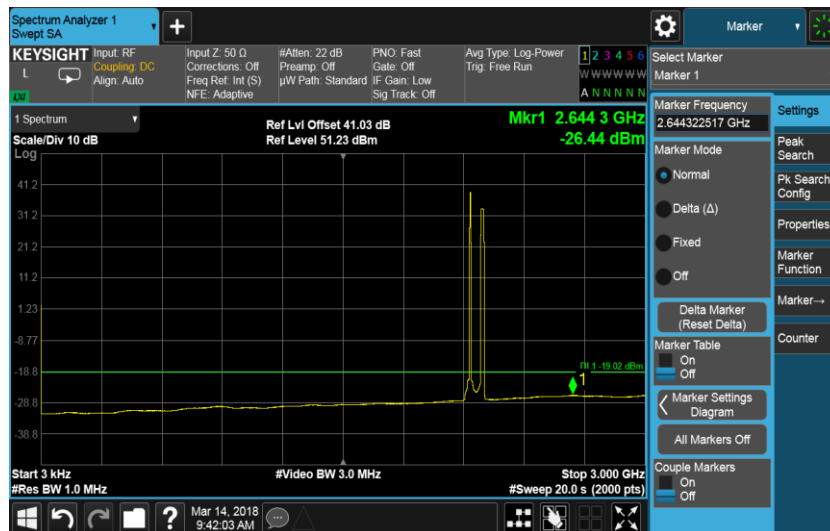 Spectrum Analyzer 1
Swept SA
Marker
KEYSIGHT
L
LXI
Input: RF
Coupling: DC
Align: Auto
Input Z: 50 Ω
Corrections: Off
Freq Ref: Int (S)
NFE: Adaptive
#Atten: 22 dB
Preamp: Off
µW Path: Standard
PNO: Fast
Gate: Off
IF Gain: Low
Sig Track: Off
Avg Type: Log-Power
Trig: Free Run
1 2 3 4 5 6
W W W W W W
A N N N N N
Select Marker
Marker 1
1 Spectrum
Scale/Div 10 dB
Log
Ref Lvl Offset 41.03 dB
Ref Level 51.23 dBm
Mkr1 2.644 3 GHz
-26.44 dBm
41.2
31.2
21.2
11.2
1.23
-8.77
-18.8
-28.8
-38.8
DL1 -19.02 dBm
1
Start 3 kHz
#Res BW 1.0 MHz
#Video BW 3.0 MHz
Stop 3.000 GHz
#Sweep 20.0 s (2000 pts)
Marker Frequency
2.644322517 GHz
Marker Mode
Normal
Delta (Δ)
Fixed
Off
Delta Marker
(Reset Delta)
Marker Table
On
Off
Marker Settings
Diagram
All Markers Off
Couple Markers
On
Off
Settings
Peak
Search
Pk Search
Config
Properties
Marker
Function
Marker→
Counter
?
Mar 14, 2018
9:42:03 AM